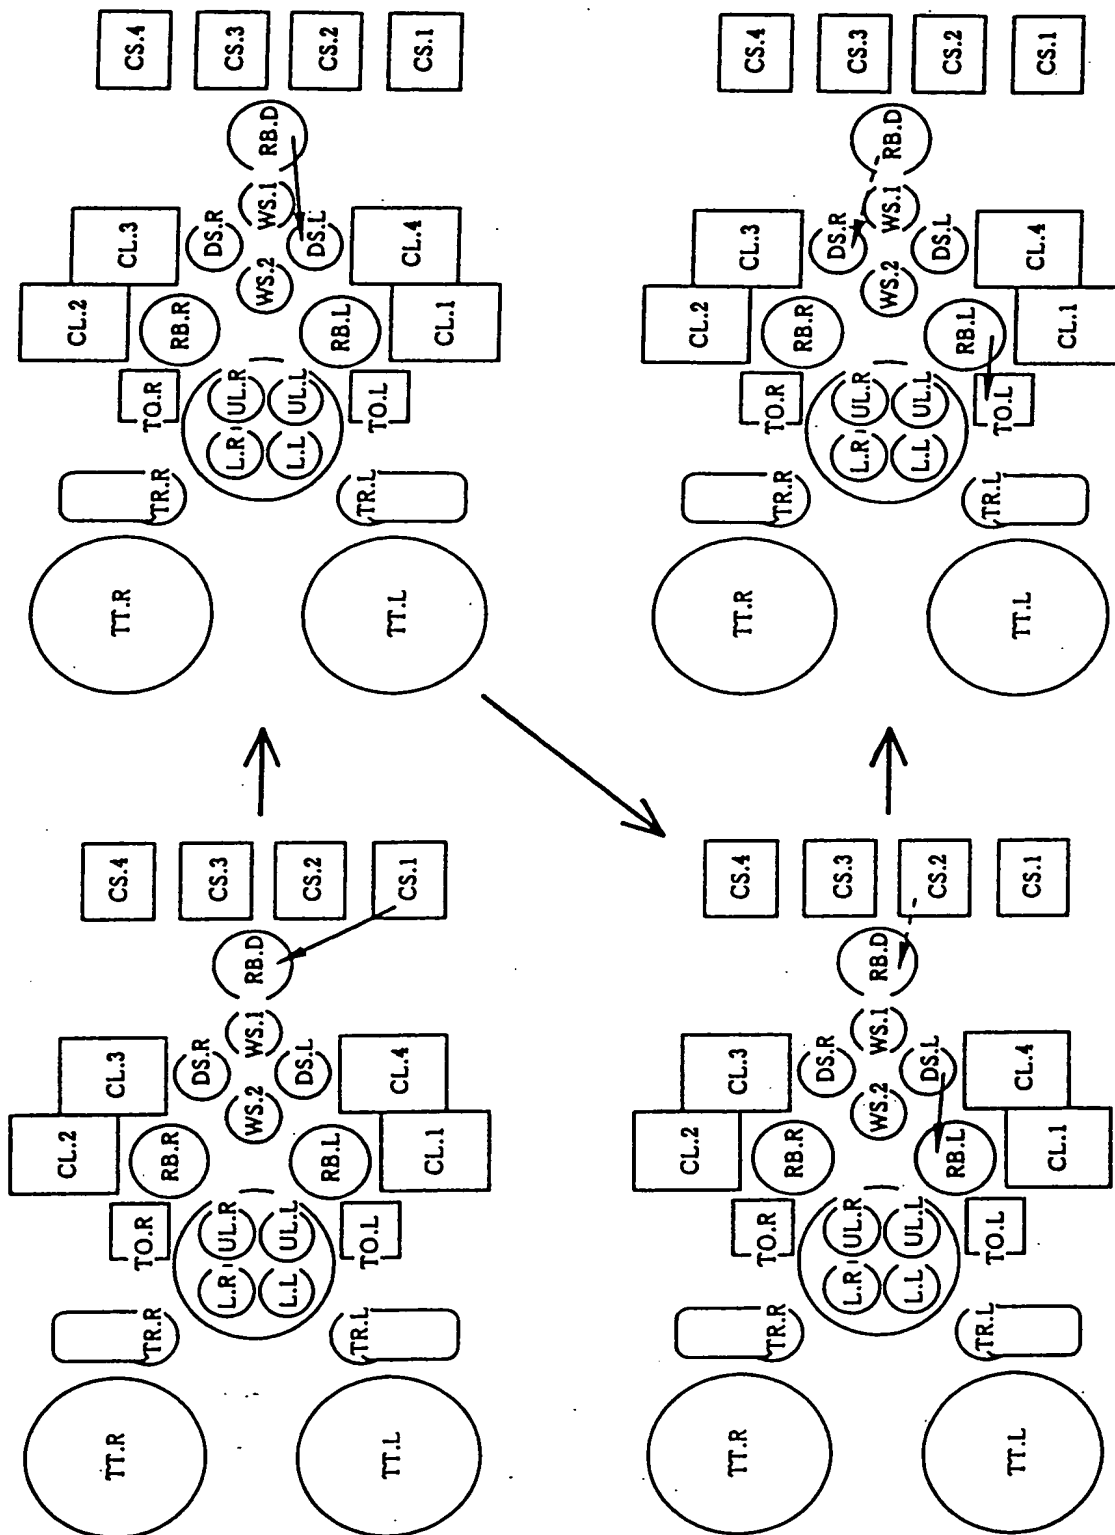 TT.R
TT.L
TR.R
TR.L
L.R
L.L
UL.R
UL.L
TO.R
TO.L
RB.R
RB.L
CL.2
CL.1
CL.3
CL.4
WS.2
DS.R
DS.L
WS.1
RB.D
CS.4
CS.3
CS.2
CS.1
TT.R
TT.L
TR.R
TR.L
L.R
L.L
UL.R
UL.L
TO.R
TO.L
RB.R
RB.L
CL.2
CL.1
CL.3
CL.4
WS.2
DS.R
DS.L
WS.1
RB.D
CS.4
CS.3
CS.2
CS.1
TT.R
TT.L
TR.R
TR.L
L.R
L.L
UL.R
UL.L
TO.R
TO.L
RB.R
RB.L
CL.2
CL.1
CL.3
CL.4
WS.2
DS.R
DS.L
WS.1
RB.D
CS.4
CS.3
CS.2
CS.1
TT.R
TT.L
TR.R
TR.L
L.R
L.L
UL.R
UL.L
TO.R
TO.L
RB.R
RB.L
CL.2
CL.1
CL.3
CL.4
WS.2
DS.R
DS.L
WS.1
RB.D
CS.4
CS.3
CS.2
CS.1